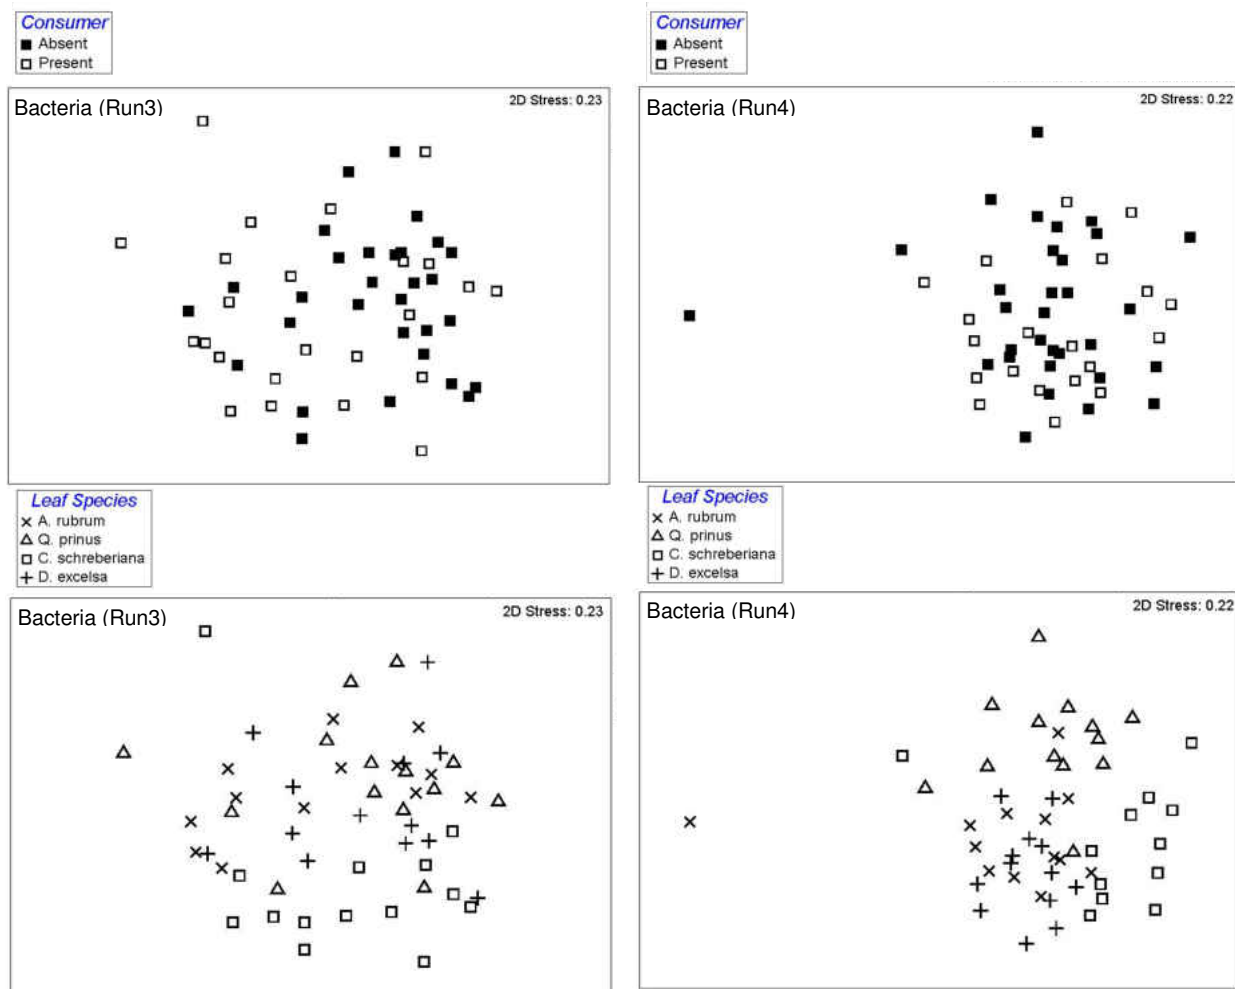 Consumer
Absent
Present
Consumer
Absent
Present
Bacteria (Run3)
2D Stress: 0.23
Bacteria (Run4)
2D Stress: 0.22
Leaf Species
A. rubrum
Q. prinus
C. schreberiana
D. excelsa
Leaf Species
A. rubrum
Q. prinus
C. schreberiana
D. excelsa
Bacteria (Run3)
2D Stress: 0.23
Bacteria (Run4)
2D Stress: 0.22